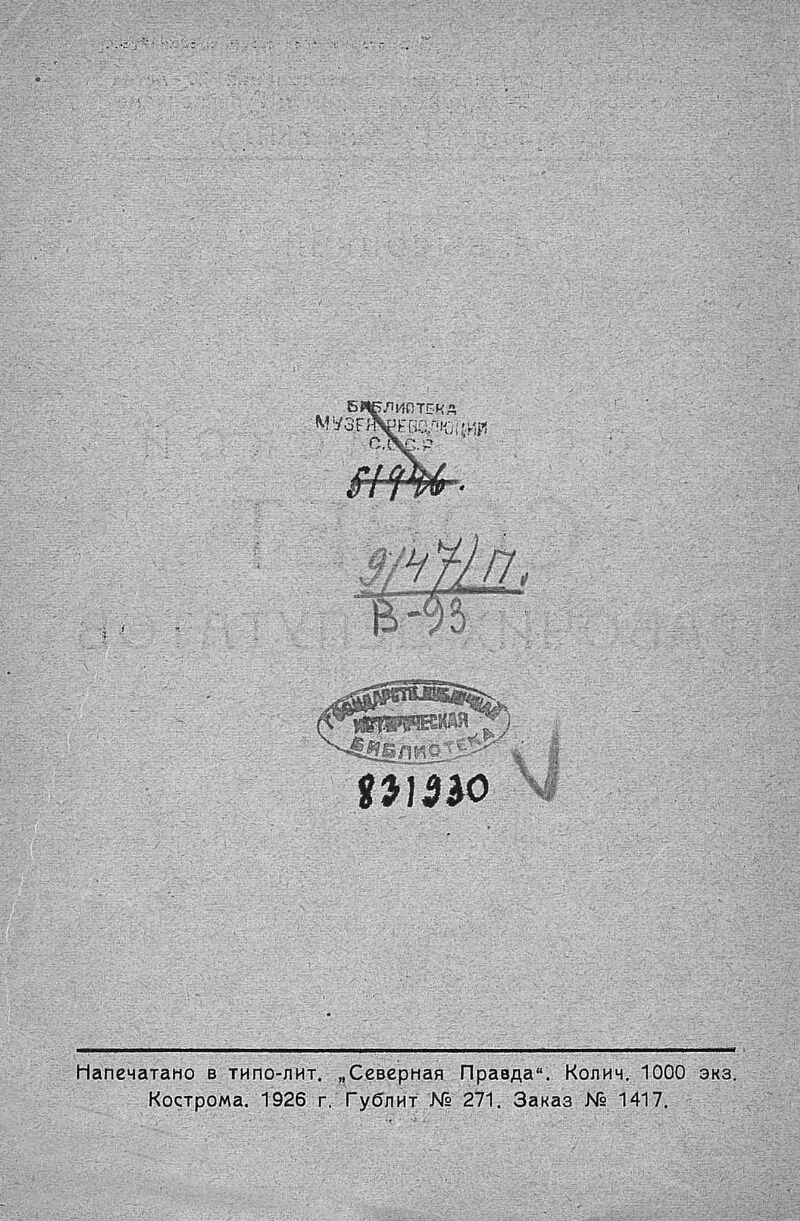 БИБЛИОТЕКА
МУЗЕЯ РЕВОЛЮЦИИ
С.С.С.Р
51946.
9/47/П.
В-93
ГОСУДАРСТВ. ПУБЛИЧНАЯ
ИСТОРИЧЕСКАЯ
БИБЛИОТЕКА
831930
Напечатано в типо-лит. „Северная Правда“. Колич. 1000 экз.
Кострома. 1926 г. Гублит № 271. Заказ № 1417.